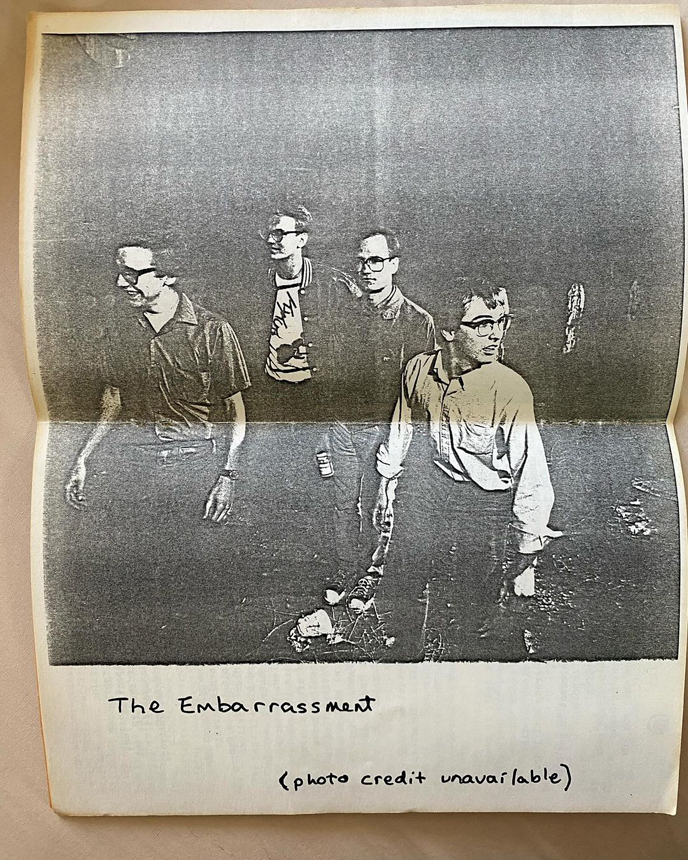 The Embarrassment
(photo credit unavailable)